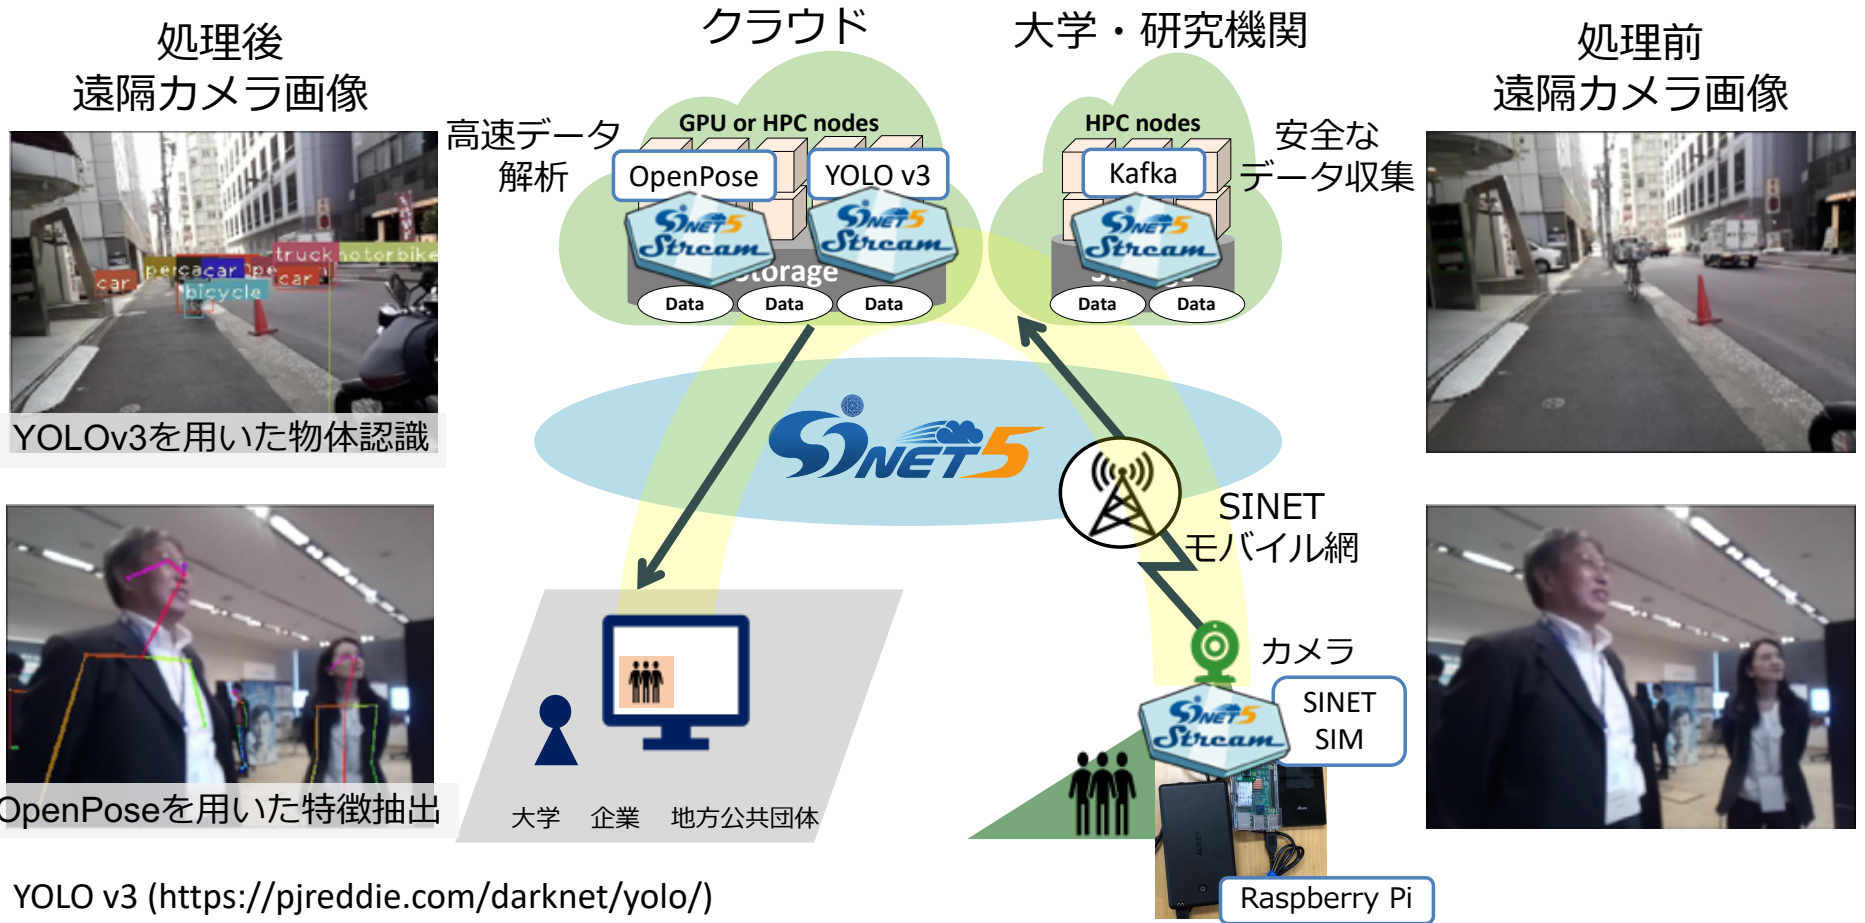 処理後
遠隔カメラ画像
クラウド
大学・研究機関
処理前
遠隔カメラ画像
高速データ
解析
GPU or HPC nodes
OpenPose
YOLO v3
SINET5
Stream
SINET5
Stream
Storage
Data
Data
Data
HPC nodes
Kafka
SINET5
Stream
Data
Data
安全な
データ収集
car
car
bicycle
truck
car
motorbike
YOLOv3を用いた物体認識
SINET5
SINET
モバイル網
カメラ
SINET5
Stream
SINET
SIM
Raspberry Pi
OpenPoseを用いた特徴抽出
大学 企業 地方公共団体
YOLO v3 (https://pjreddie.com/darknet/yolo/)